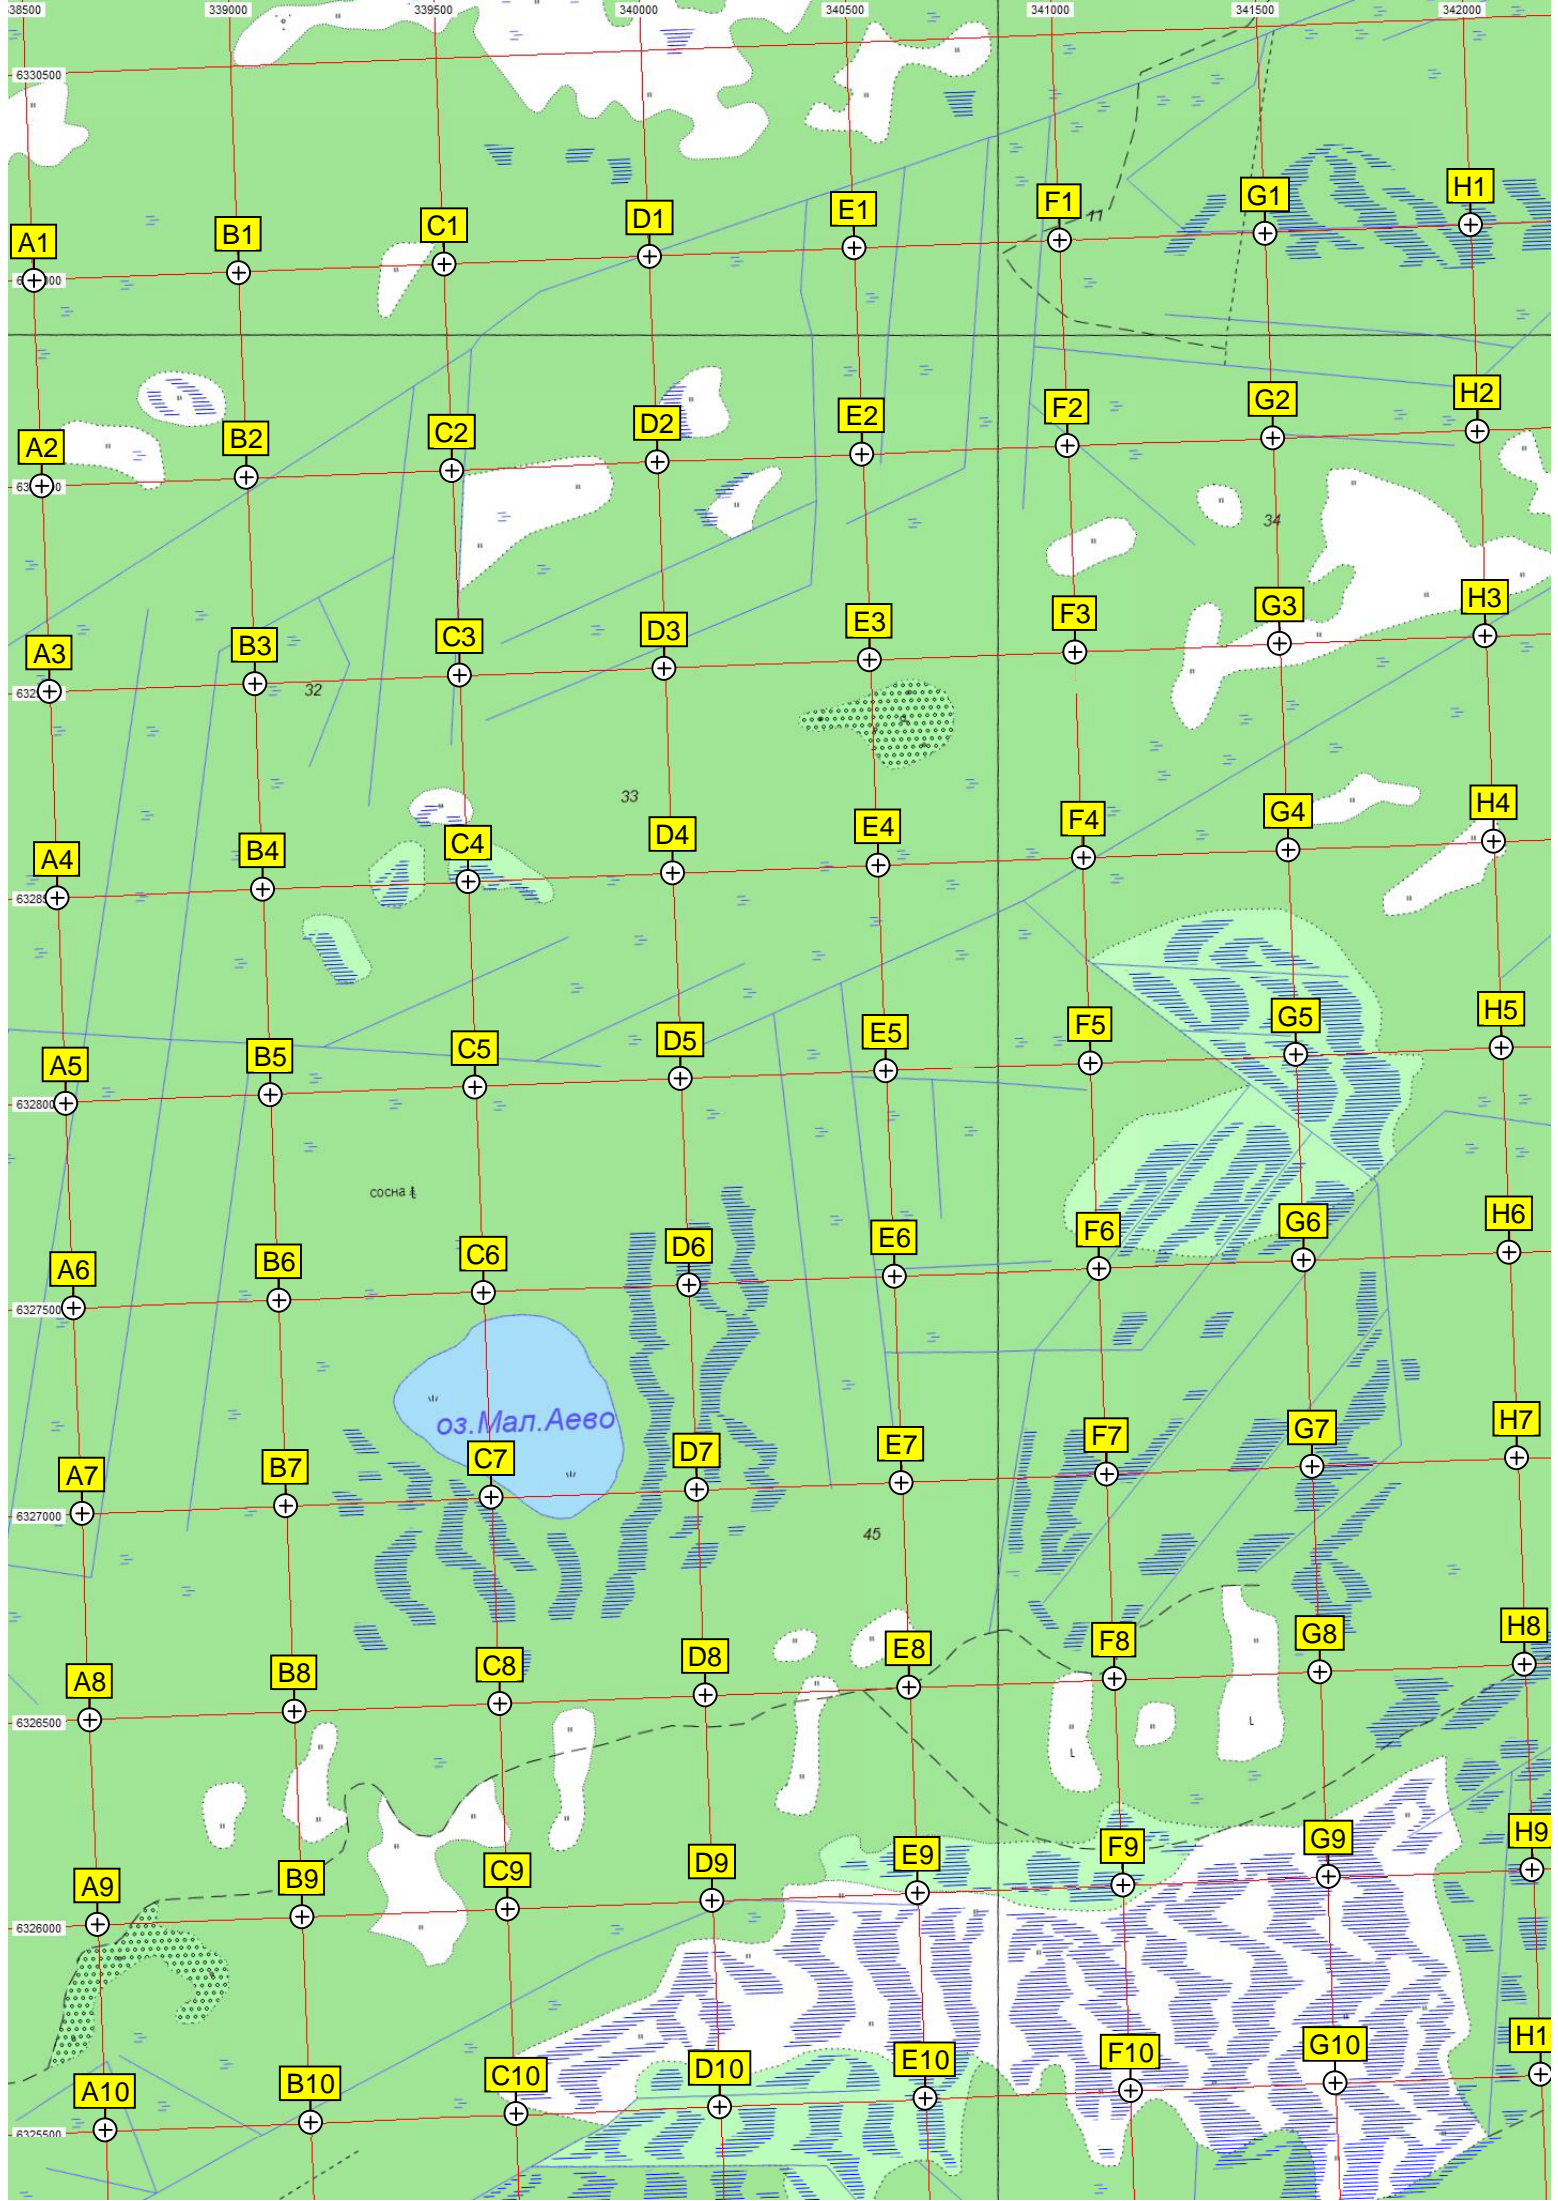 38500 339000 339500 340000 340500 341000 341500 342000
6330500
11
A1 B1 C1 D1 E1 F1 G1 H1
A2 B2 C2 D2 E2 F2 G2 H2
34
A3 B3 C3 D3 E3 F3 G3 H3
32
33
A4 B4 C4 D4 E4 F4 G4 H4
A5 B5 C5 D5 E5 F5 G5 H5
632800
сосна
A6 B6 C6 D6 E6 F6 G6 H6
6327500
оз.Мал.Аево
A7 B7 C7 D7 E7 F7 G7 H7
6327000
45
A8 B8 C8 D8 E8 F8 G8 H8
6326500
A9 B9 C9 D9 E9 F9 G9 H9
6326000
A10 B10 C10 D10 E10 F10 G10 H1
6325500